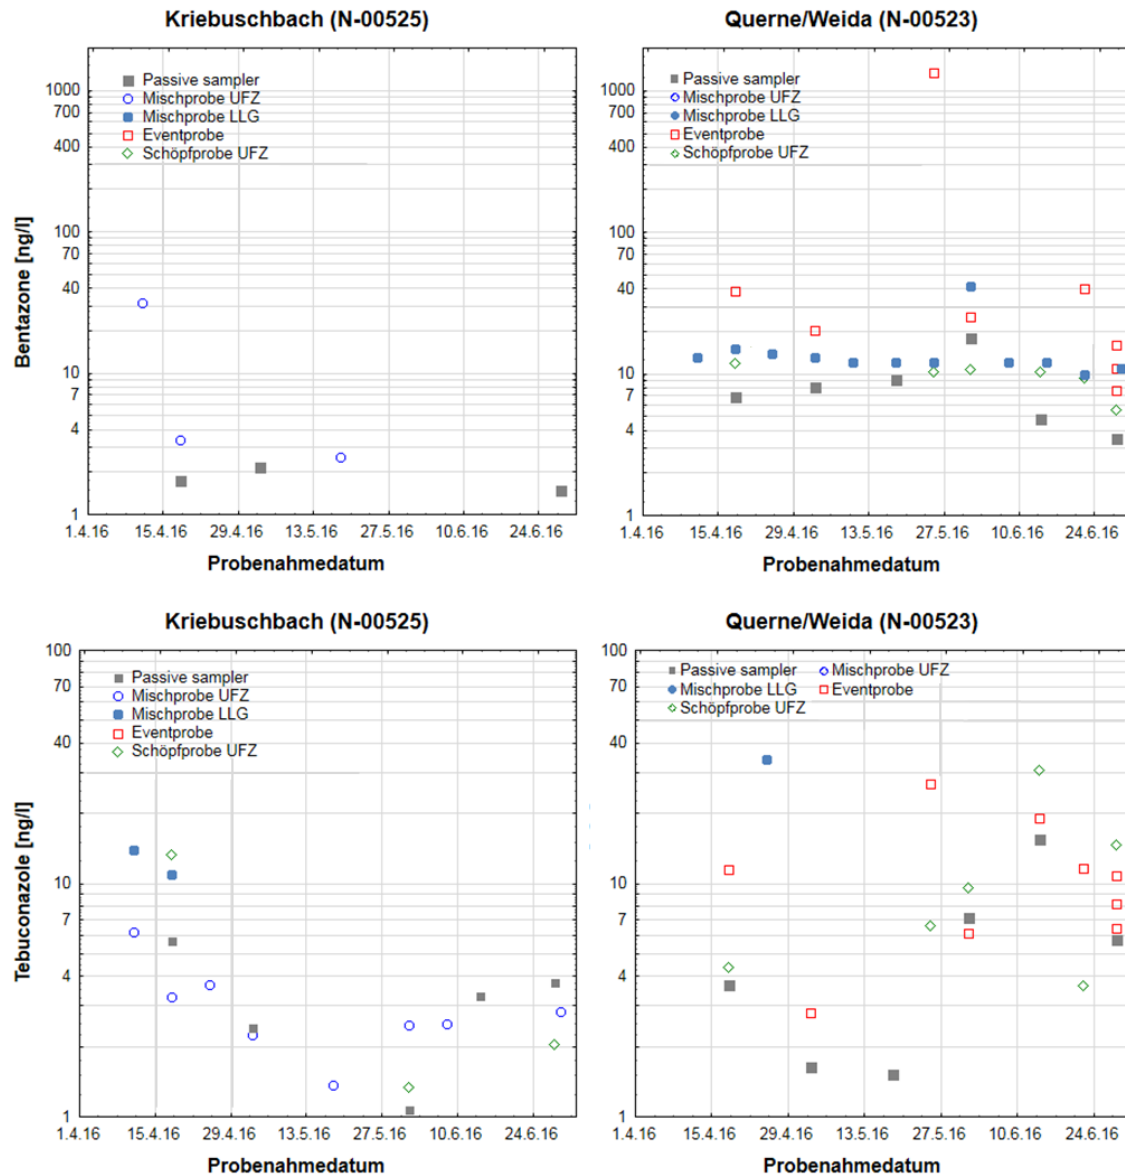 Kriebuschbach (N-00525)
Bentazone [ng/l]
1000
700
400
100
70
40
10
7
4
1
Passive sampler
Mischprobe UFZ
Mischprobe LLG
Eventprobe
Schöpfprobe UFZ
1.4.16 15.4.16 29.4.16 13.5.16 27.5.16 10.6.16 24.6.16
Probenahmedatum
Querne/Weida (N-00523)
1000
700
400
100
70
40
10
7
4
1
Passive sampler
Mischprobe UFZ
Mischprobe LLG
Eventprobe
Schöpfprobe UFZ
1.4.16 15.4.16 29.4.16 13.5.16 27.5.16 10.6.16 24.6.16
Probenahmedatum
Kriebuschbach (N-00525)
Tebuconazole [ng/l]
100
70
40
10
7
4
1
Passive sampler
Mischprobe UFZ
Mischprobe LLG
Eventprobe
Schöpfprobe UFZ
1.4.16 15.4.16 29.4.16 13.5.16 27.5.16 10.6.16 24.6.16
Probenahmedatum
Querne/Weida (N-00523)
100
70
40
10
7
4
1
Passive sampler Mischprobe UFZ
Mischprobe LLG Eventprobe
Schöpfprobe UFZ
1.4.16 15.4.16 29.4.16 13.5.16 27.5.16 10.6.16 24.6.16
Probenahmedatum